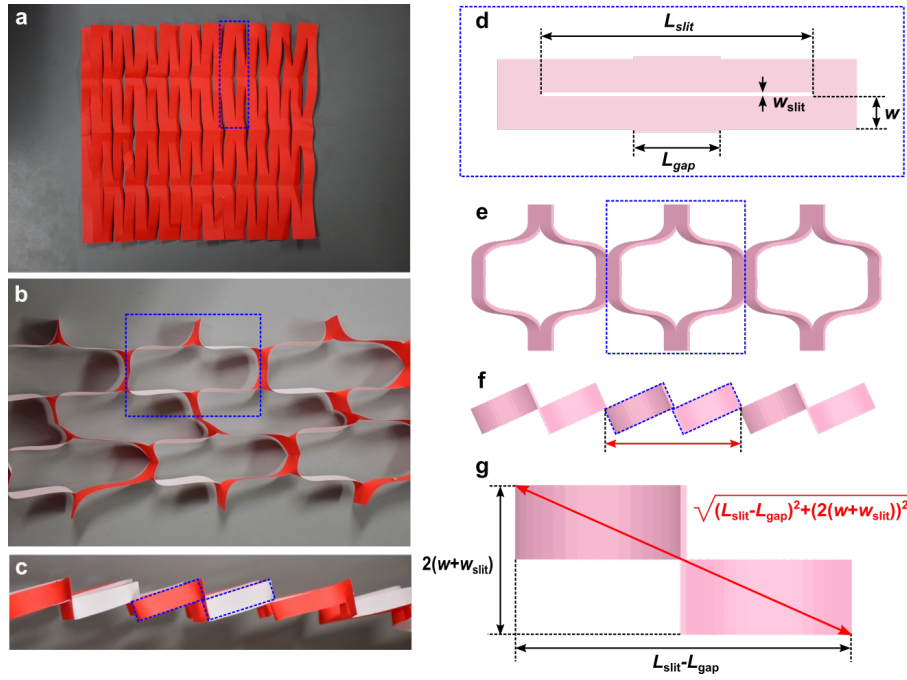 a
b
c
d
L_slit
w_slit
w
L_gap
e
f
g
2(w+w_slit)
√(L_slit-L_gap)²+(2(w+w_slit))²
L_slit-L_gap